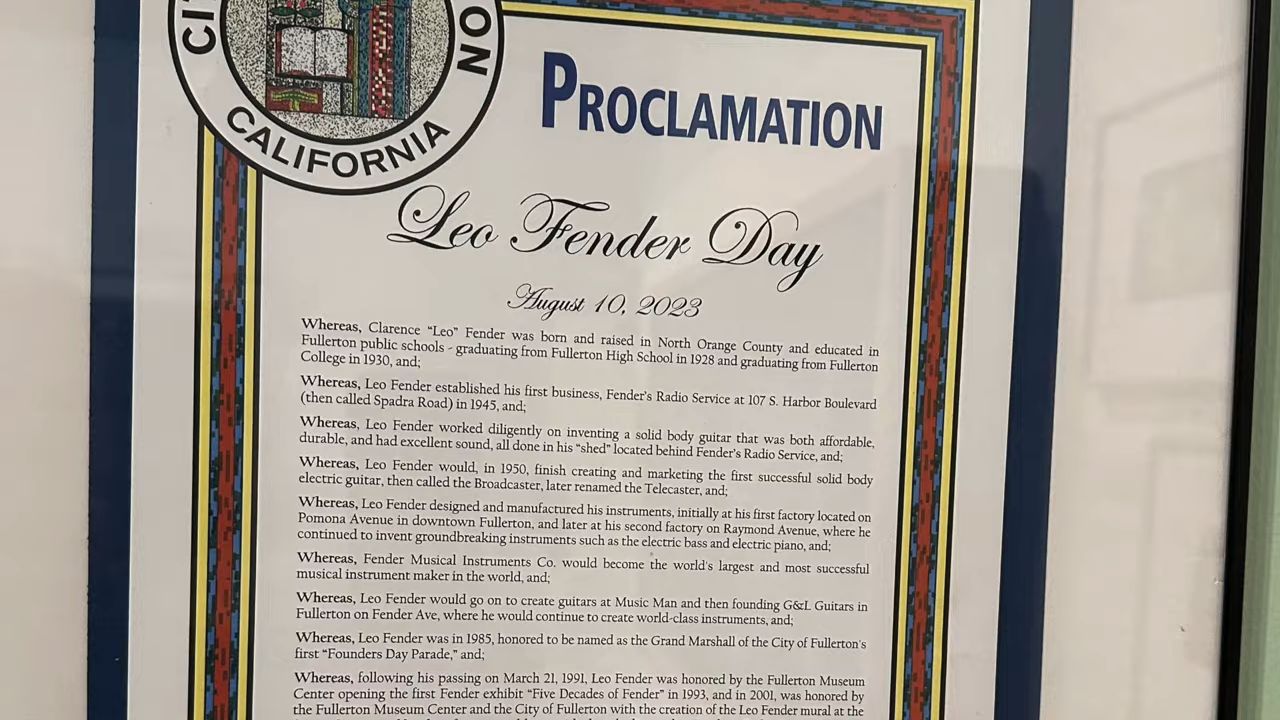 CIT
ON
CALIFORNIA
PROCLAMATION
Leo Fender Day
August 10, 2023
Whereas, Clarence “Leo” Fender was born and raised in North Orange County and educated in
Fullerton public schools - graduating from Fullerton High School in 1928 and graduating from Fullerton
College in 1930, and;
Whereas, Leo Fender established his first business, Fender's Radio Service at 107 S. Harbor Boulevard
(then called Spadra Road) in 1945, and;
Whereas, Leo Fender worked diligently on inventing a solid body guitar that was both affordable,
durable, and had excellent sound, all done in his “shed” located behind Fender's Radio Service, and;
Whereas, Leo Fender would, in 1950, finish creating and marketing the first successful solid body
electric guitar, then called the Broadcaster, later renamed the Telecaster, and;
Whereas, Leo Fender designed and manufactured his instruments, initially at his first factory located on
Pomona Avenue in downtown Fullerton, and later at his second factory on Raymond Avenue, where he
continued to invent groundbreaking instruments such as the electric bass and electric piano, and;
Whereas, Fender Musical Instruments Co. would become the world's largest and most successful
musical instrument maker in the world, and;
Whereas, Leo Fender would go on to create guitars at Music Man and then founding G&L Guitars in
Fullerton on Fender Ave, where he would continue to create world-class instruments, and;
Whereas, Leo Fender was in 1985, honored to be named as the Grand Marshall of the City of Fullerton's
first “Founders Day Parade,” and;
Whereas, following his passing on March 21, 1991, Leo Fender was honored by the Fullerton Museum
Center opening the first Fender exhibit “Five Decades of Fender” in 1993, and in 2001, was honored by
the Fullerton Museum Center and the City of Fullerton with the creation of the Leo Fender mural at the